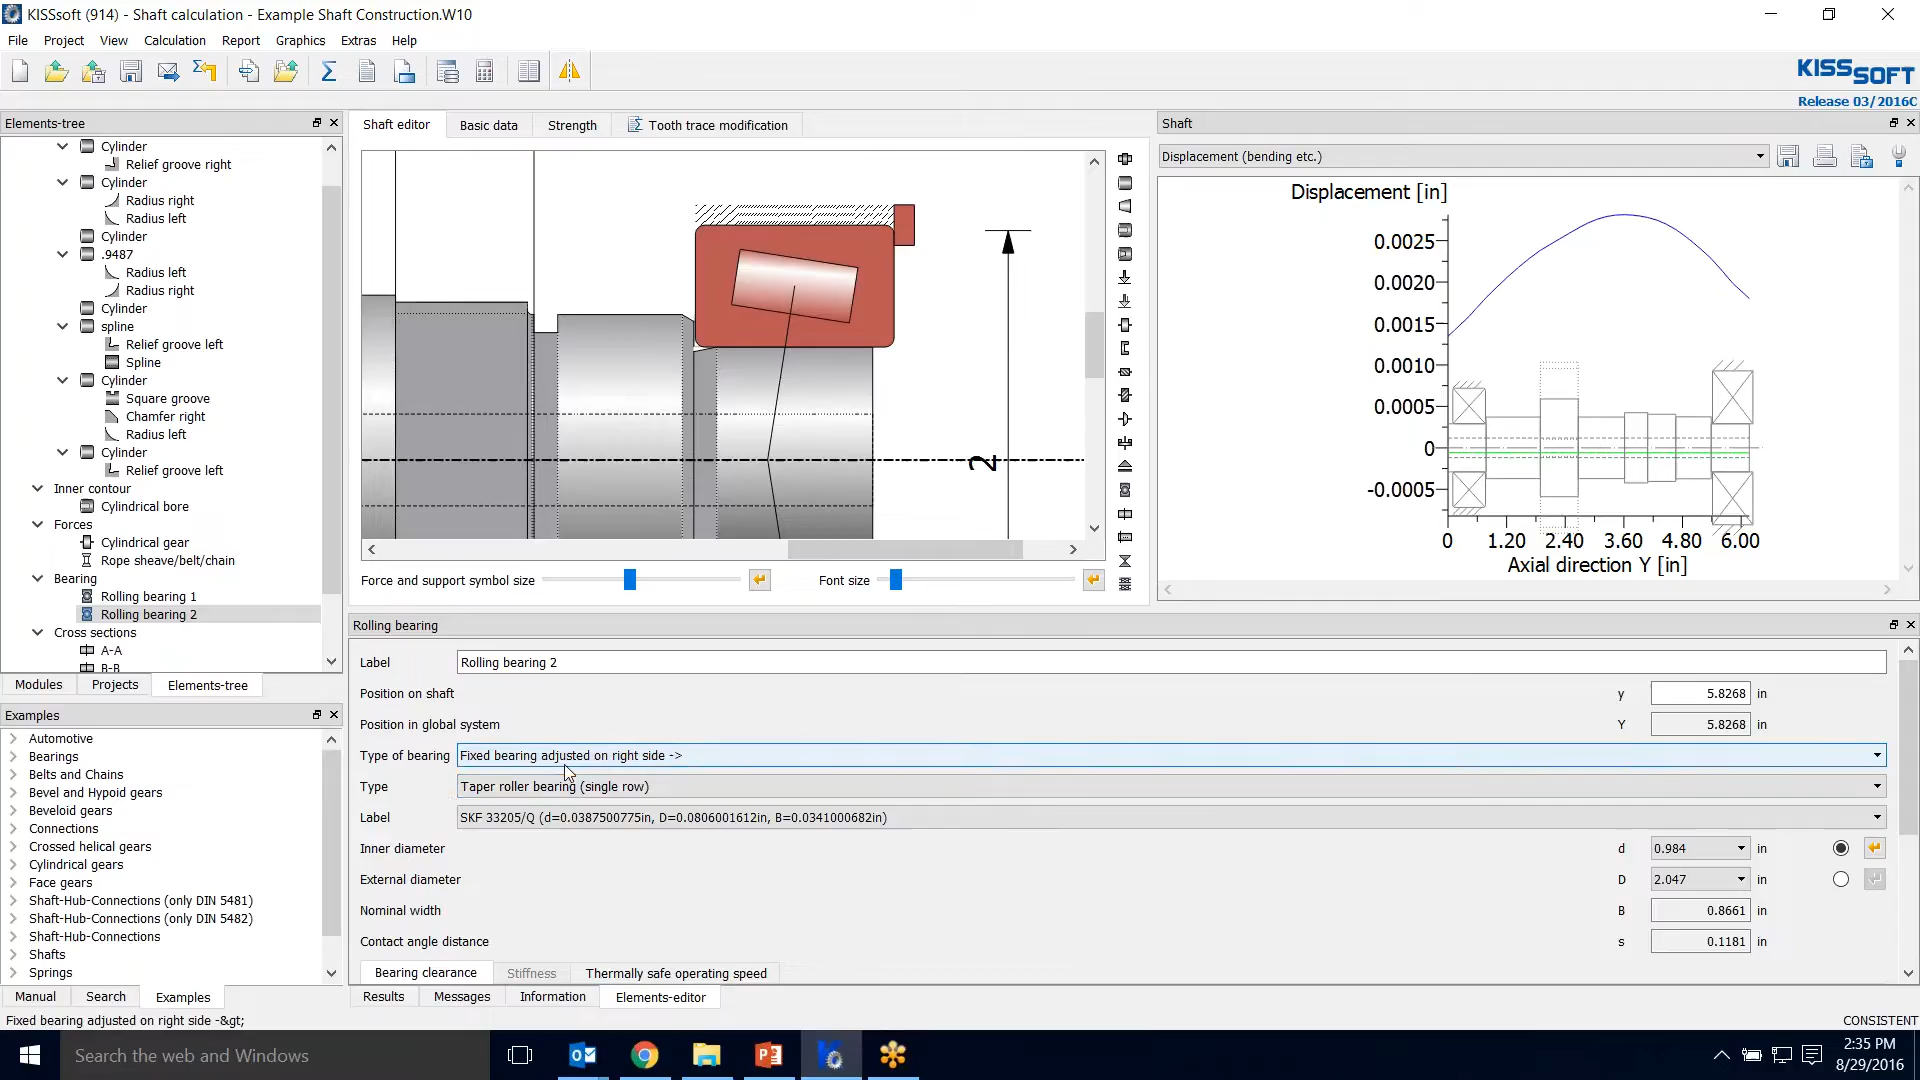 KISSsoft (914) - Shaft calculation - Example Shaft Construction.W10
File Project View Calculation Report Graphics Extras Help
KISSSOFT
Release 03/2016C
Elements-tree
Cylinder
Relief groove right
Cylinder
Radius right
Radius left
Cylinder
.9487
Radius left
Radius right
Cylinder
spline
Relief groove left
Spline
Cylinder
Square groove
Chamfer right
Radius left
Cylinder
Relief groove left
Inner contour
Cylindrical bore
Forces
Cylindrical gear
Rope sheave/belt/chain
Bearing
Rolling bearing 1
Rolling bearing 2
Cross sections
A-A
B-B
Modules Projects Elements-tree
Examples
Automotive
Bearings
Belts and Chains
Bevel and Hypoid gears
Beveloid gears
Connections
Crossed helical gears
Cylindrical gears
Face gears
Shaft-Hub-Connections (only DIN 5481)
Shaft-Hub-Connections (only DIN 5482)
Shaft-Hub-Connections
Shafts
Springs
Manual Search Examples
Shaft editor Basic data Strength Tooth trace modification
2
Force and support symbol size Font size
Shaft
Displacement (bending etc.)
Displacement [in]
0.0025
0.0020
0.0015
0.0010
0.0005
0
-0.0005
0 1.20 2.40 3.60 4.80 6.00
Axial direction Y [in]
Rolling bearing
Label Rolling bearing 2
Position on shaft y 5.8268 in
Position in global system Y 5.8268 in
Type of bearing Fixed bearing adjusted on right side ->
Type Taper roller bearing (single row)
Label SKF 33205/Q (d=0.0387500775in, D=0.0806001612in, B=0.0341000682in)
Inner diameter d 0.984 in
External diameter D 2.047 in
Nominal width B 0.8661 in
Contact angle distance s 0.1181 in
Bearing clearance Stiffness Thermally safe operating speed
Results Messages Information Elements-editor
Fixed bearing adjusted on right side -&gt; CONSISTENT
Search the web and Windows
2:35 PM
8/29/2016